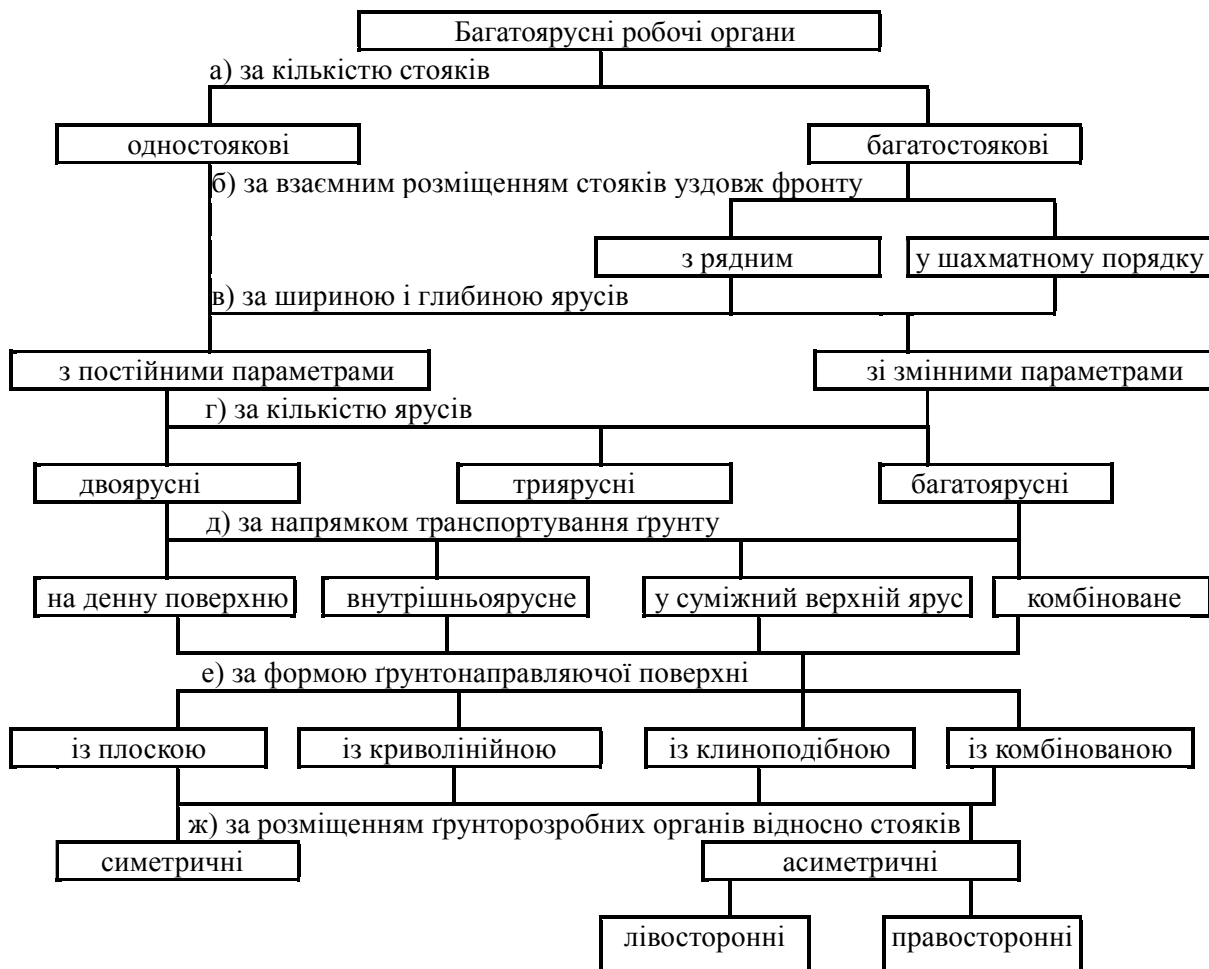 Багатоярусні робочі органи
а) за кількістю стояків
одностоякові
багатостоякові
б) за взаємним розміщенням стояків уздовж фронту
з рядним
у шахматному порядку
в) за шириною і глибиною ярусів
з постійними параметрами
зі змінними параметрами
г) за кількістю ярусів
двоярусні
триярусні
багатоярусні
д) за напрямком транспортування ґрунту
на денну поверхню
внутрішньоярусне
у суміжний верхній ярус
комбіноване
е) за формою ґрунтонаправляючої поверхні
із плоскою
із криволінійною
із клиноподібною
із комбінованою
ж) за розміщенням ґрунторозробних органів відносно стояків
симетричні
асиметричні
лівосторонні
правосторонні